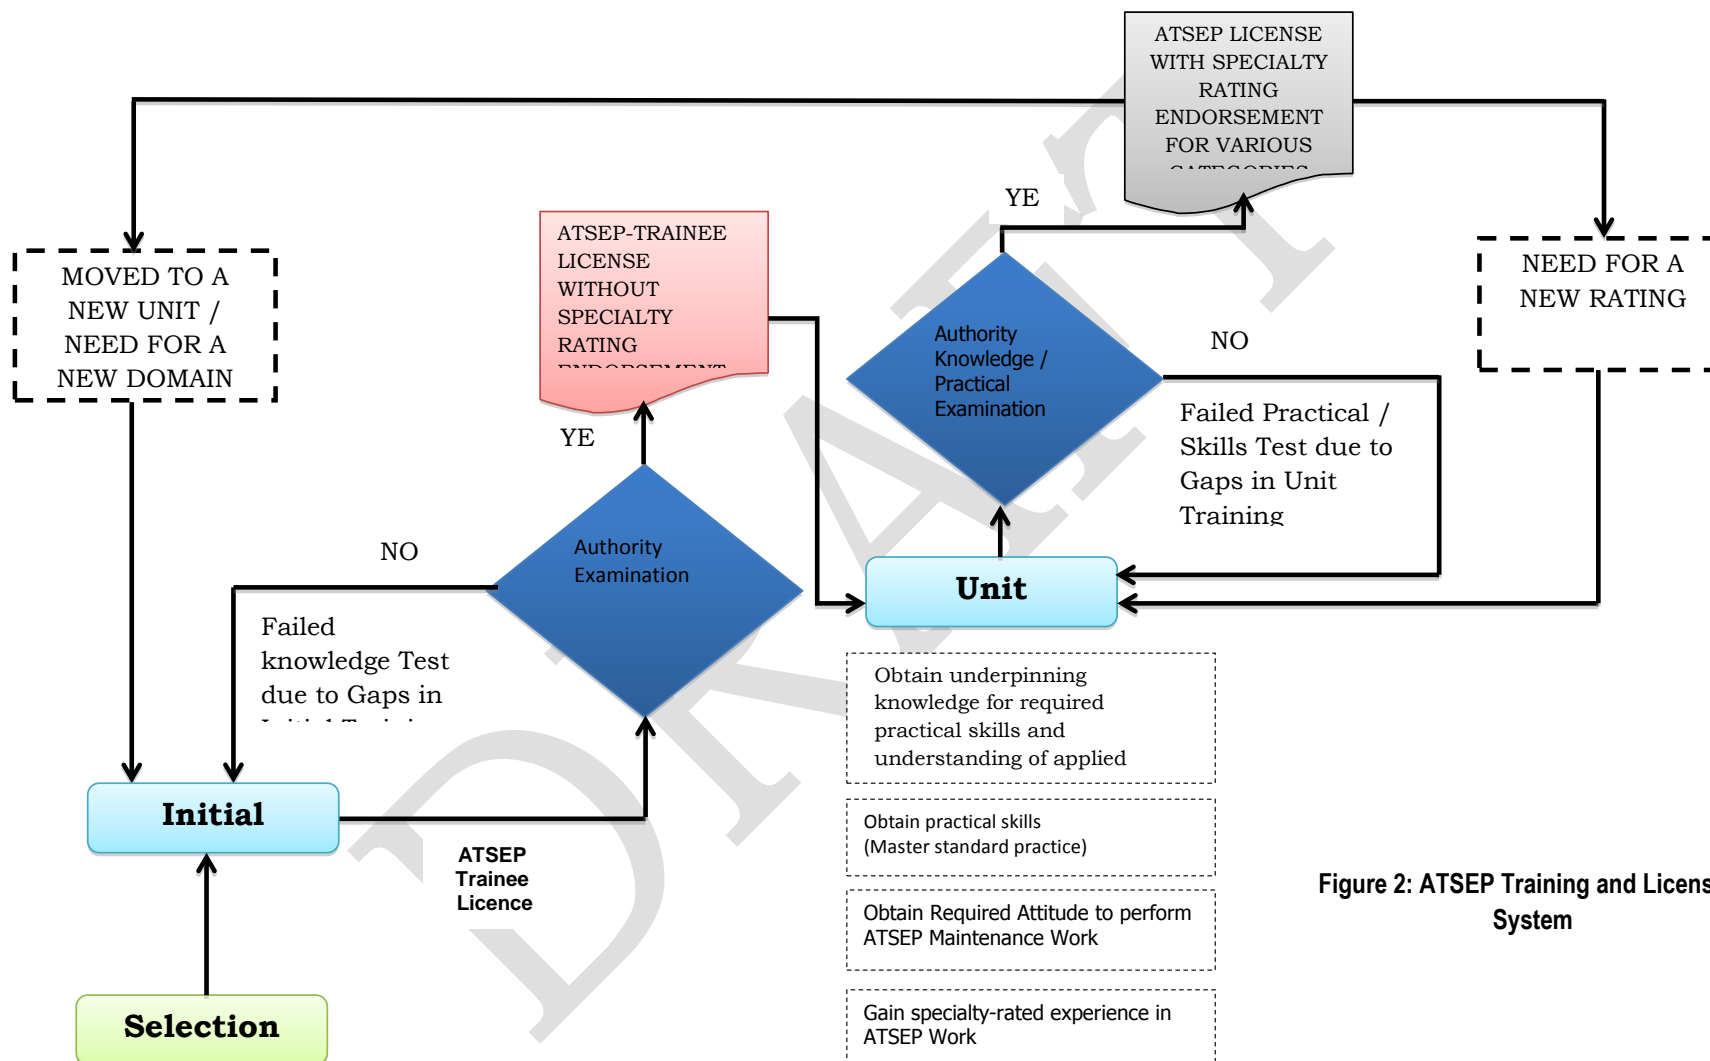 ATSEP LICENSE
WITH SPECIALTY
RATING
ENDORSEMENT
FOR VARIOUS
CATEGORIES
YE
ATSEP-TRAINEE
LICENSE
WITHOUT
SPECIALTY
RATING
ENDORSEMENT
MOVED TO A
NEW UNIT /
NEED FOR A
NEW DOMAIN
NEED FOR A
NEW RATING
Authority
Knowledge /
Practical
Examination
NO
Failed Practical /
Skills Test due to
Gaps in Unit
Training
YE
NO
Authority
Examination
Failed
knowledge Test
due to Gaps in
Unit
Obtain underpinning
knowledge for required
practical skills and
understanding of applied
Initial
ATSEP
Trainee
Licence
Obtain practical skills
(Master standard practice)
Obtain Required Attitude to perform
ATSEP Maintenance Work
Gain specialty-rated experience in
ATSEP Work
Selection
Figure 2: ATSEP Training and Licens
System
DRAFT